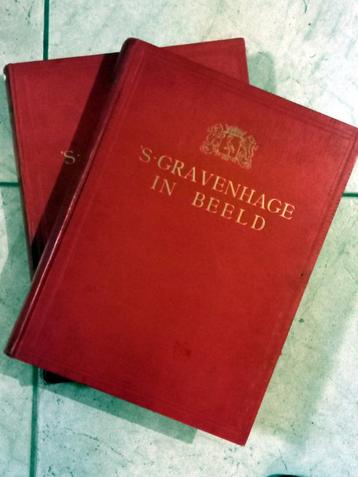 'S-GRAVENHAGE
IN BEELD
'S-